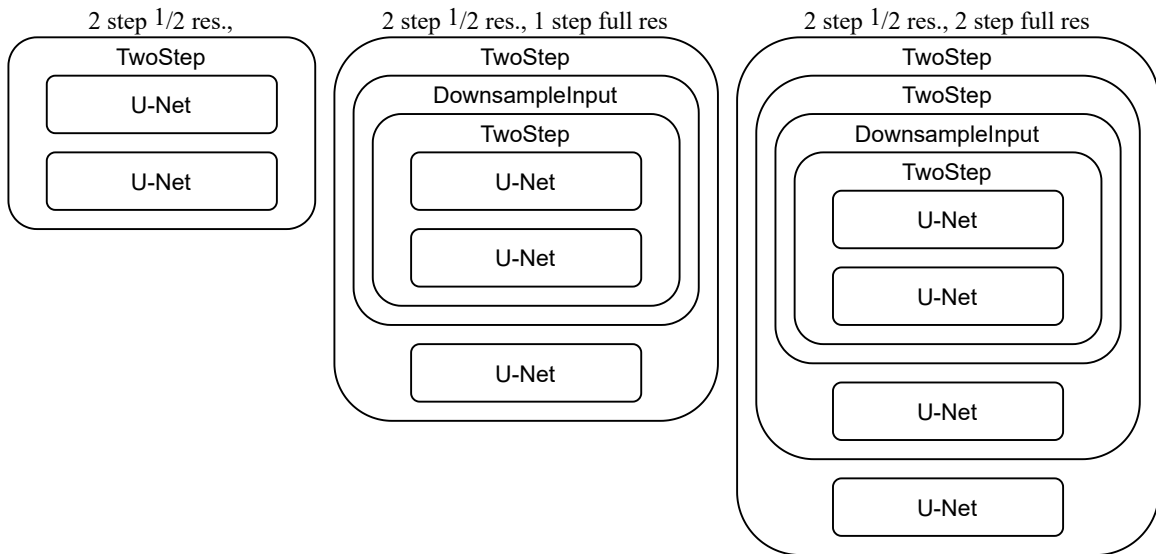 2 step 1/2 res.,
TwoStep
U-Net
U-Net
2 step 1/2 res., 1 step full res
TwoStep
DownsampleInput
TwoStep
U-Net
U-Net
U-Net
2 step 1/2 res., 2 step full res
TwoStep
TwoStep
DownsampleInput
TwoStep
U-Net
U-Net
U-Net
U-Net